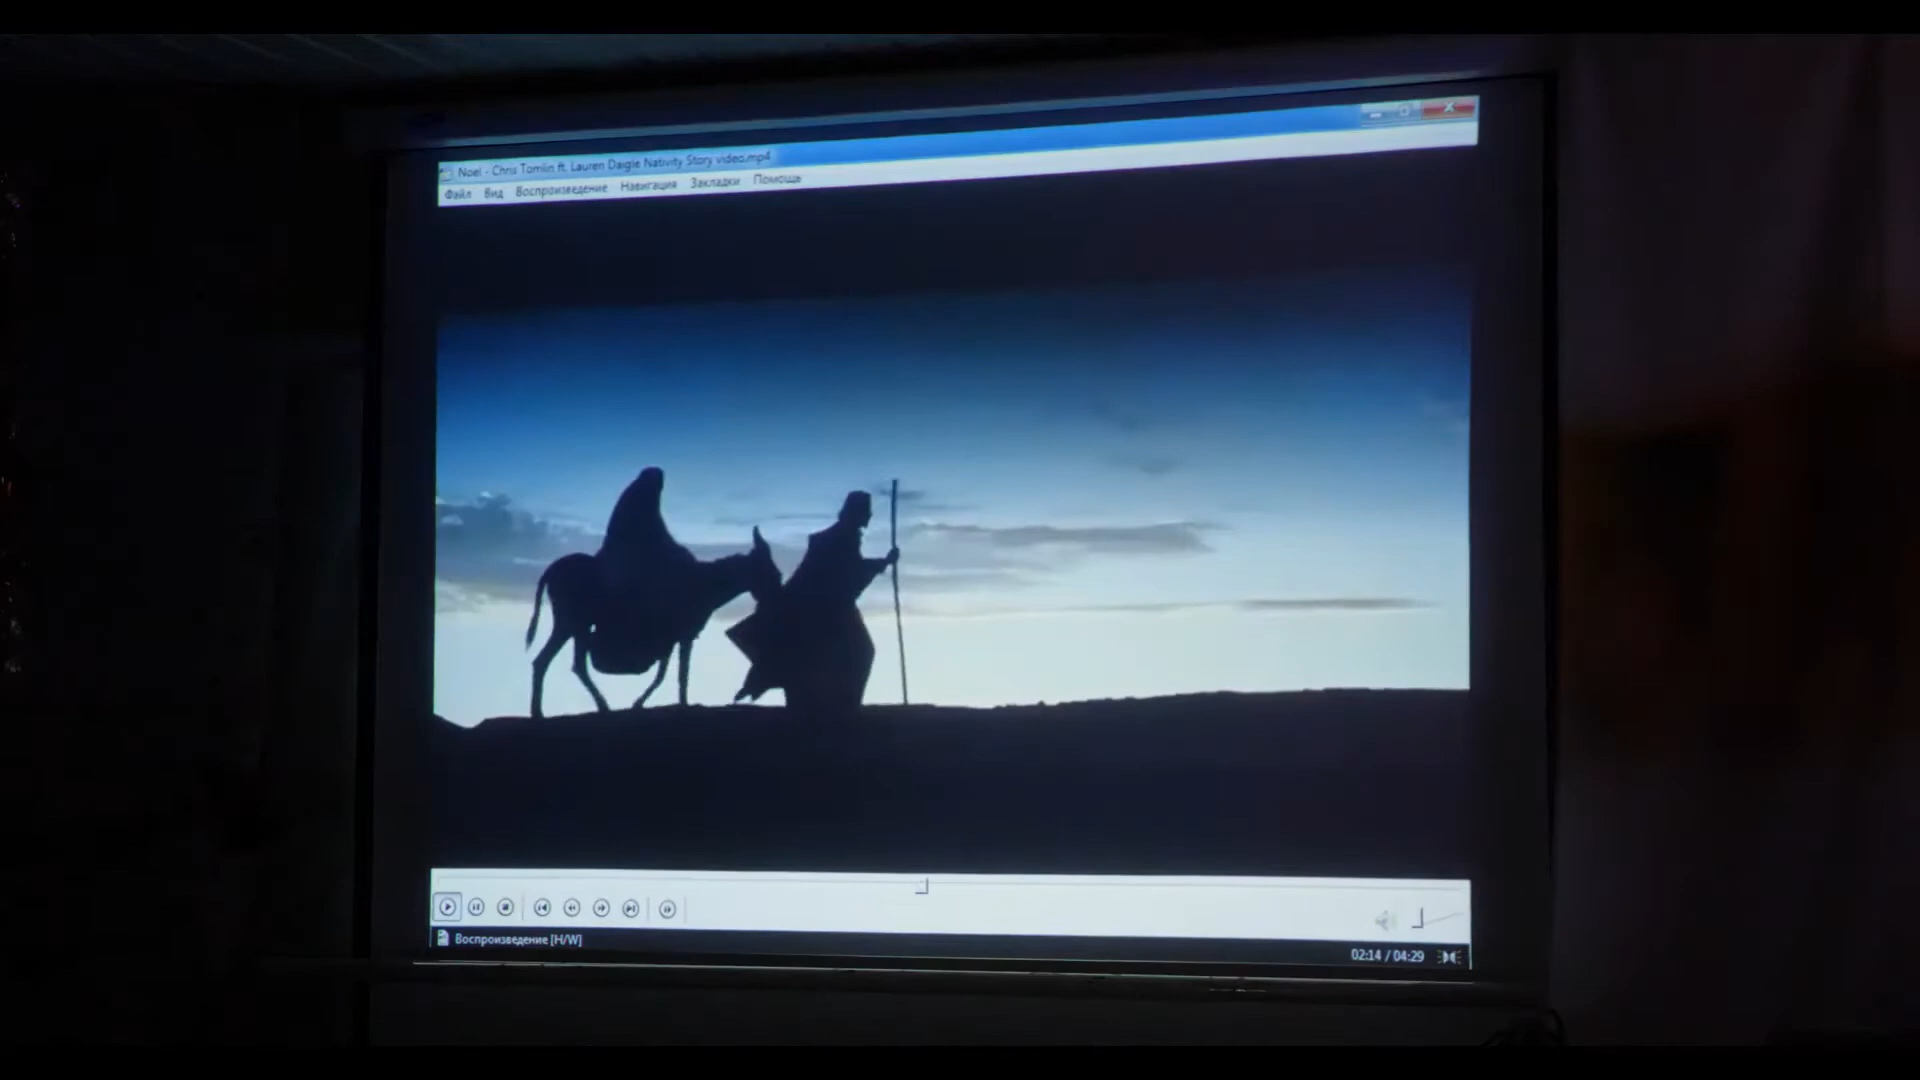 Noel - Chris Tomlin ft. Lauren Daigle Nativity Story video.mp4
Файл Вид Воспроизведение Навигация Закладки Помощь
Воспроизведение [H/W]
02:14 / 04:29